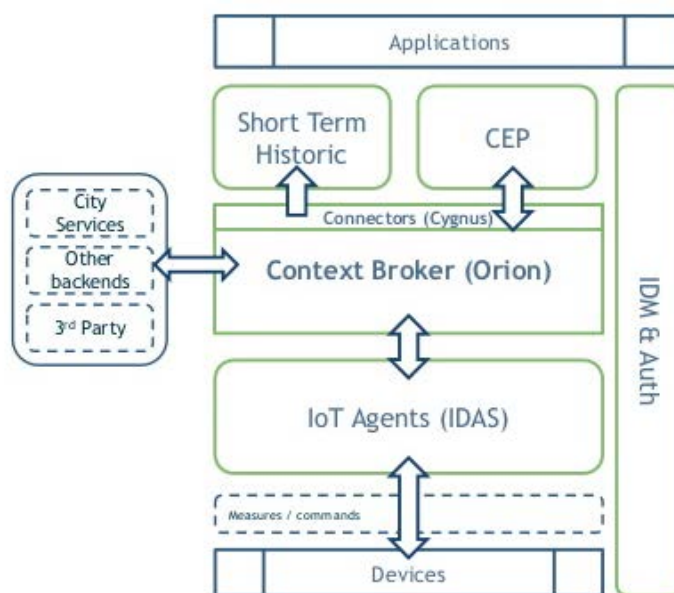 Applications
Short Term
Historic
CEP
City
Services
Other
backends
3rd Party
Connectors (Cygnus)
Context Broker (Orion)
IoT Agents (IDAS)
IDM & Auth
Measures / commands
Devices